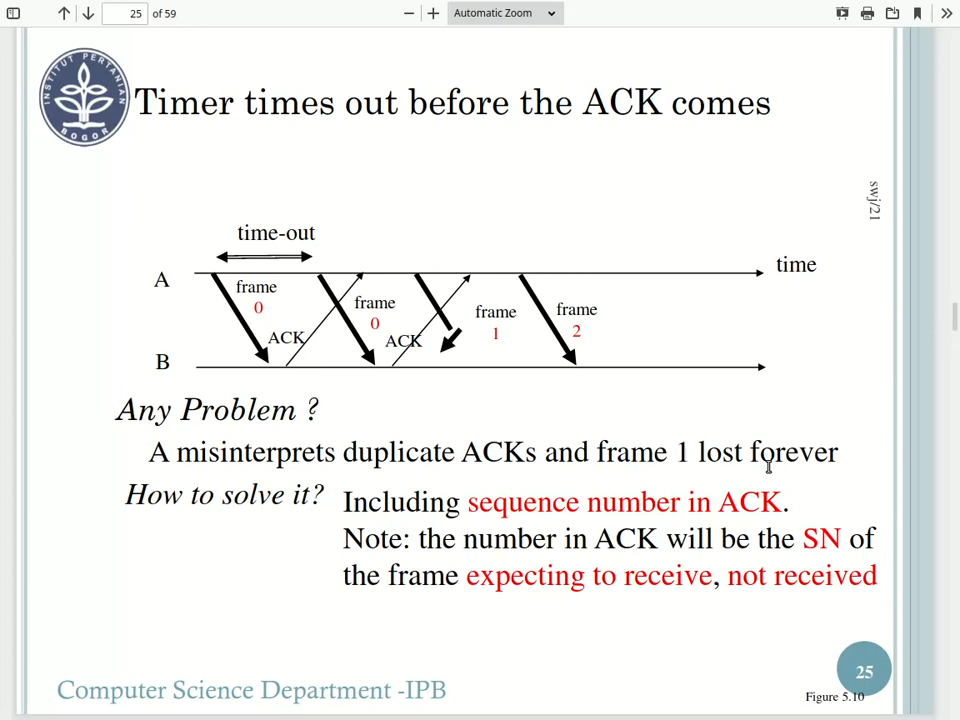 25 of 59
Automatic Zoom
INSTITUT PERTANIAN
BOGOR
Timer times out before the ACK comes
swj/21
time-out
A
time
frame
0
frame
0
frame
1
frame
2
ACK
ACK
B
Any Problem ?
A misinterprets duplicate ACKs and frame 1 lost forever
How to solve it?
Including sequence number in ACK.
Note: the number in ACK will be the SN of
the frame expecting to receive, not received
25
Computer Science Department -IPB
Figure 5.10